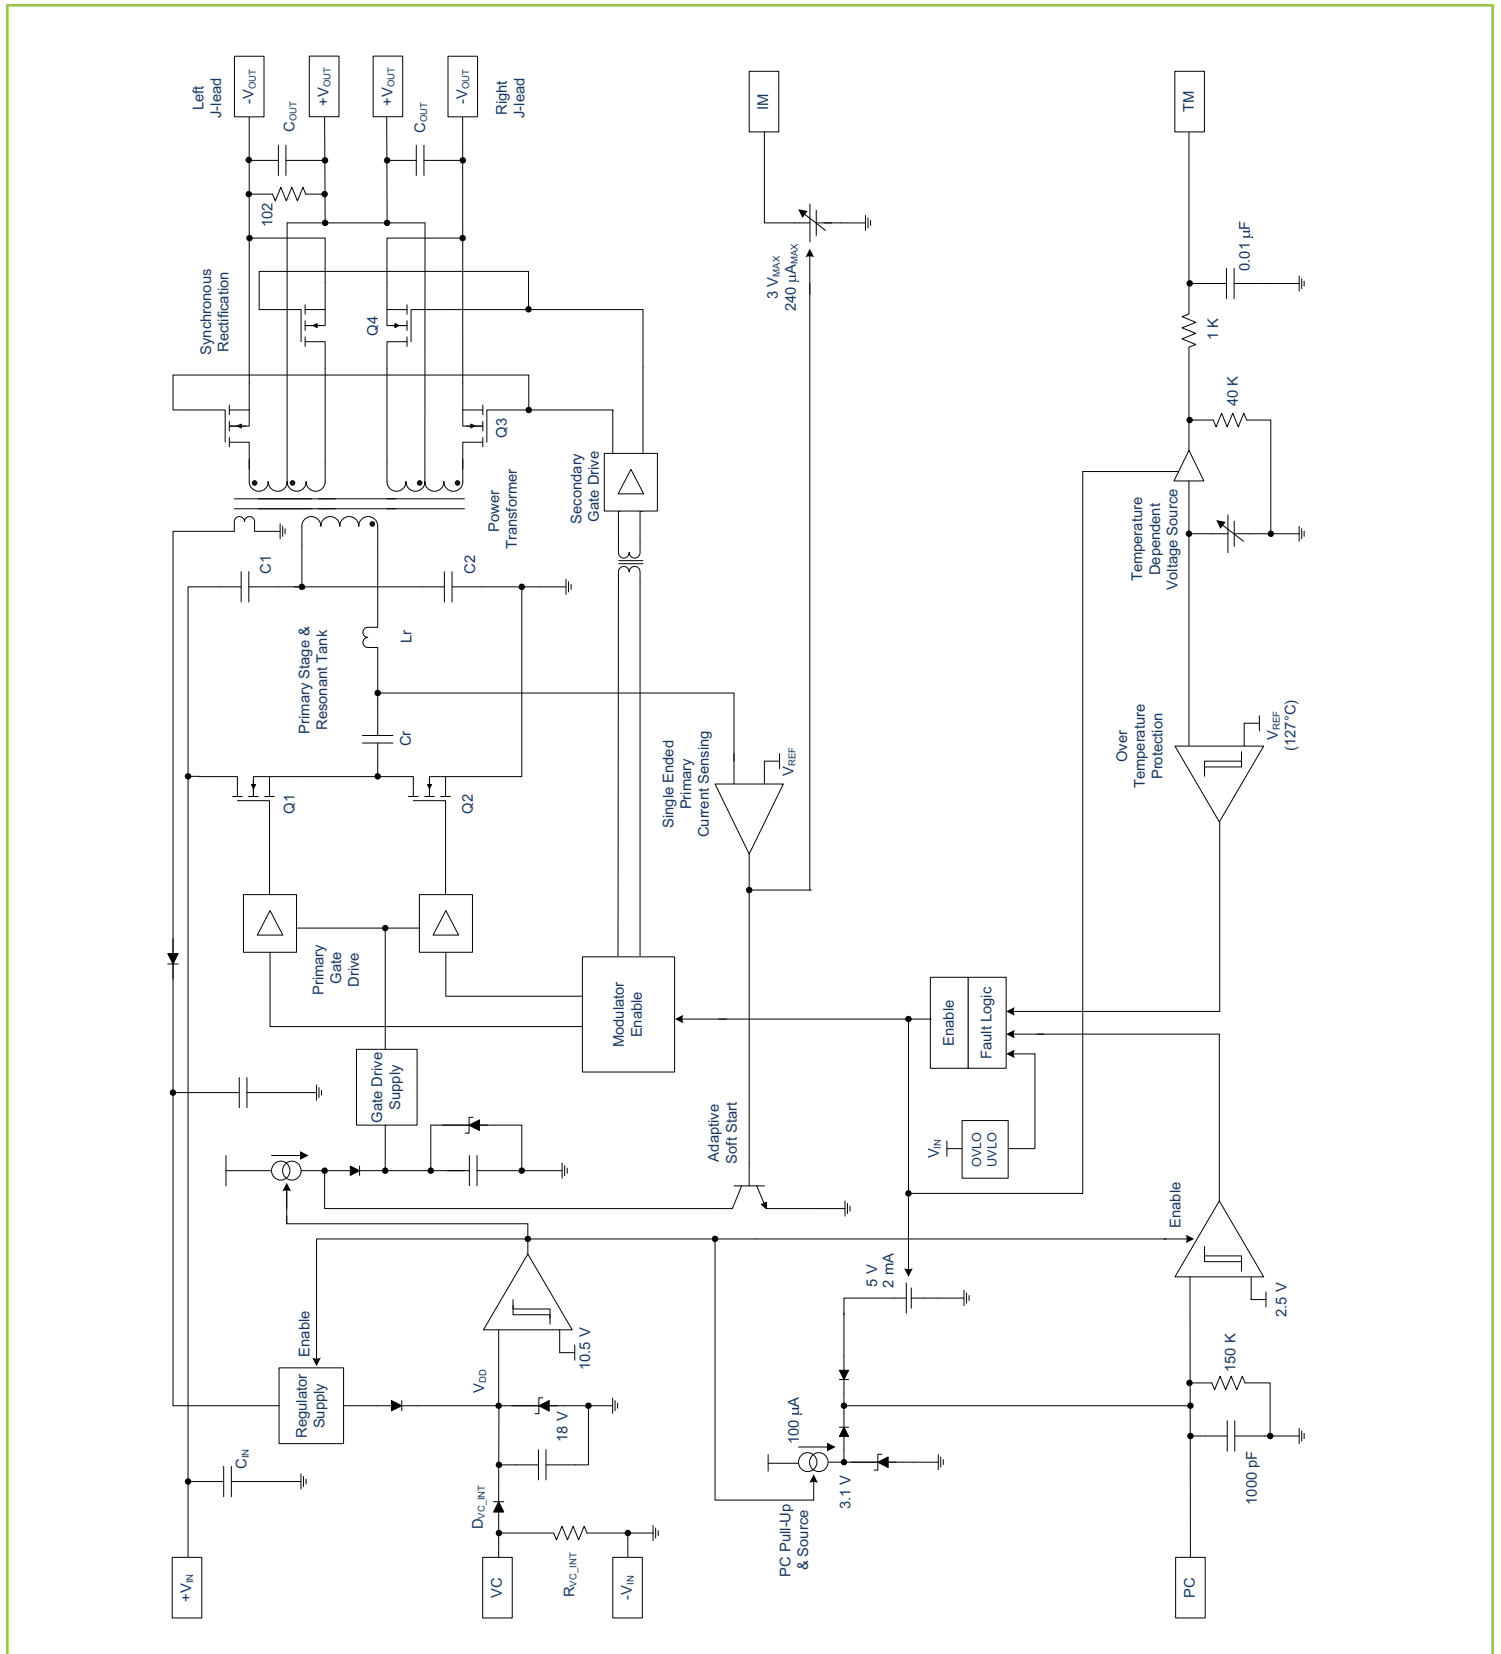 Left
J-lead
-VOUT
COUT
+VOUT
102
+VOUT
COUT
-VOUT
Right
J-lead
Synchronous
Rectification
Q4
Q3
Power
Transformer
Secondary
Gate Drive
C1
C2
Primary Stage &
Resonant Tank
Lr
Cr
Q1
Q2
Primary
Gate
Drive
Gate Drive
Supply
Modulator
Enable
Single Ended
Primary
Current Sensing
VREF
IM
3 VMAX
240 µAMAX
TM
0.01 µF
1 K
40 K
Temperature
Dependent
Voltage Source
Over
Temperature
Protection
VREF
(127°C)
Enable
Fault Logic
VIN
OVLO
UVLO
Adaptive
Soft Start
Enable
2.5 V
5 V
2 mA
100 µA
3.1 V
PC Pull-Up
& Source
150 K
1000 pF
PC
Enable
Regulator
Supply
VDD
10.5 V
18 V
CIN
DVC_INT
RVC_INT
+VIN
VC
-VIN